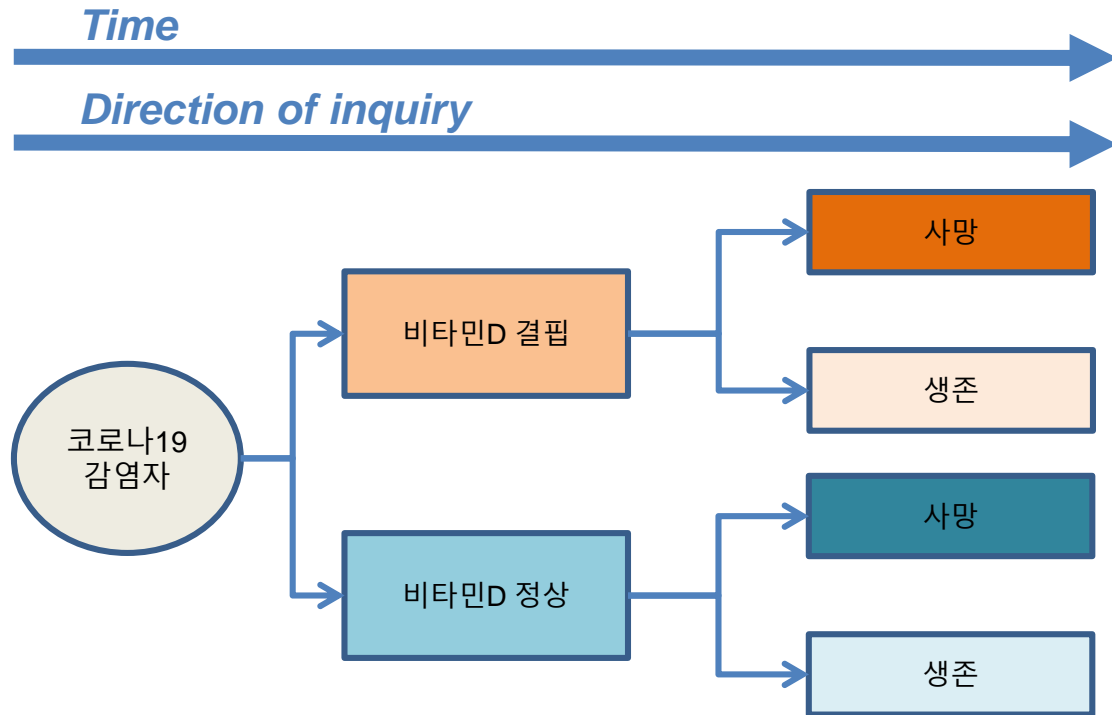 Time
Direction of inquiry
사망
비타민D 결핍
생존
코로나19
감염자
사망
비타민D 정상
생존